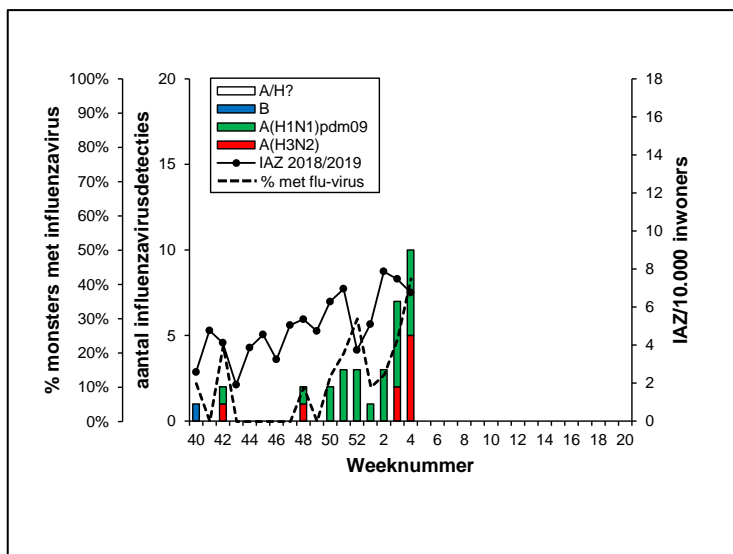 % monsters met influenzavirus
100%
90%
80%
70%
60%
50%
40%
30%
20%
10%
0%
aantal influenzavirusdetecties
20
15
10
5
0
A/H?
B
A(H1N1)pdm09
A(H3N2)
IAZ 2018/2019
% met flu-virus
18
16
14
12
10
8
6
4
2
0
IAZ/10.000 inwoners
40 42 44 46 48 50 52 2 4 6 8 10 12 14 16 18 20
Weeknummer